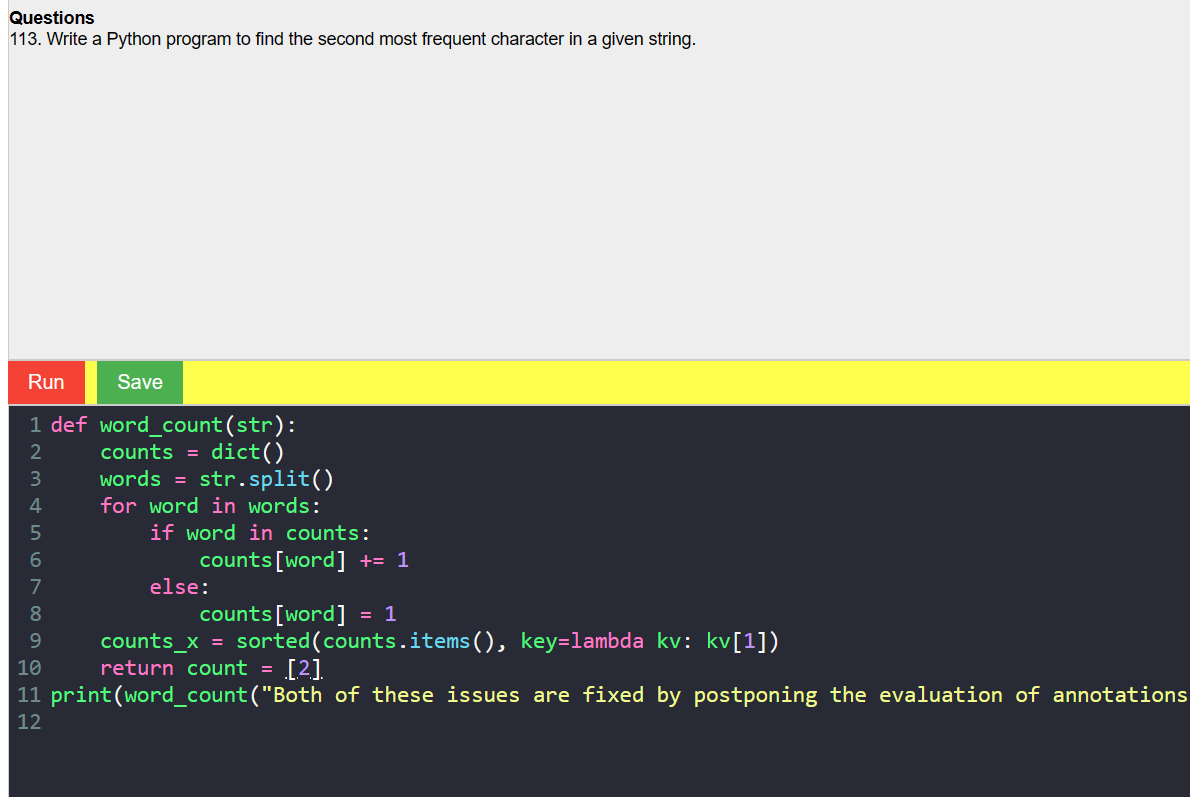 Questions
113. Write a Python program to find the second most frequent character in a given string.
Run Save
1 def word_count(str):
2     counts = dict()
3     words = str.split()
4     for word in words:
5         if word in counts:
6             counts[word] += 1
7         else:
8             counts[word] = 1
9     counts_x = sorted(counts.items(), key=lambda kv: kv[1])
10     return count = [2]
11 print(word_count("Both of these issues are fixed by postponing the evaluation of annotations
12